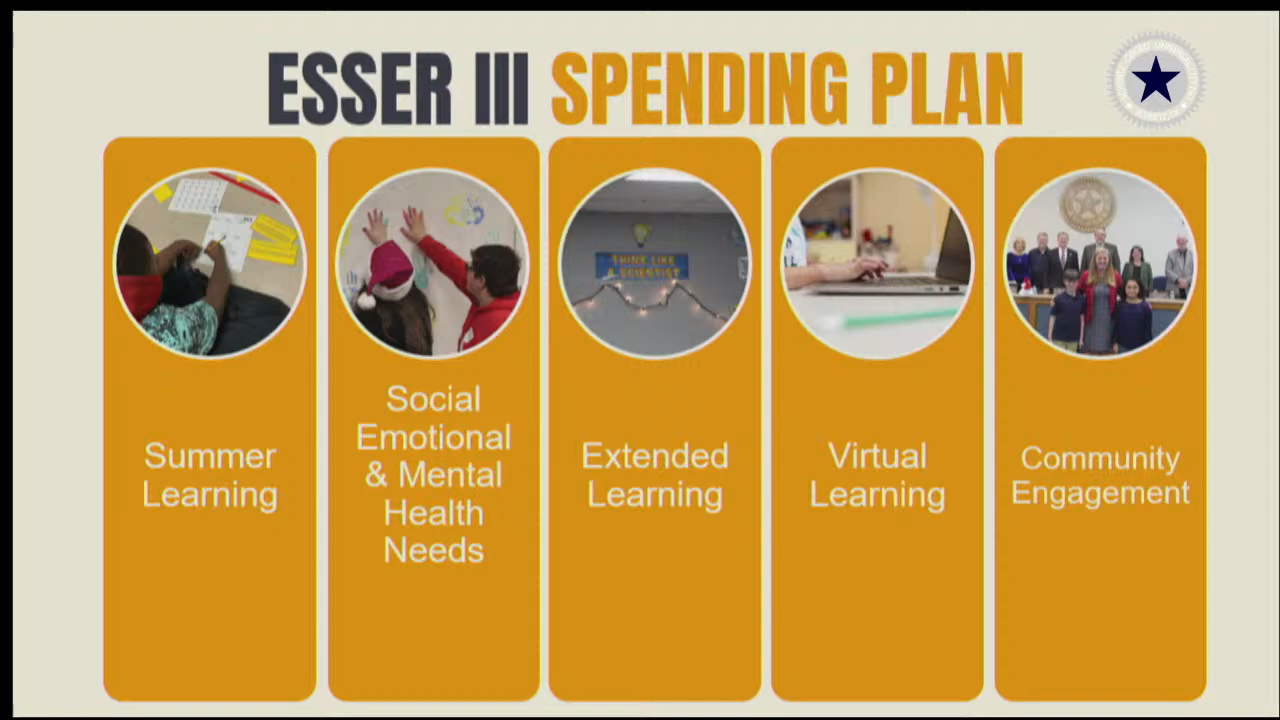 ESSER III SPENDING PLAN
THINK LIKE
A SCIENTIST
Summer
Learning
Social
Emotional
& Mental
Health
Needs
Extended
Learning
Virtual
Learning
Community
Engagement